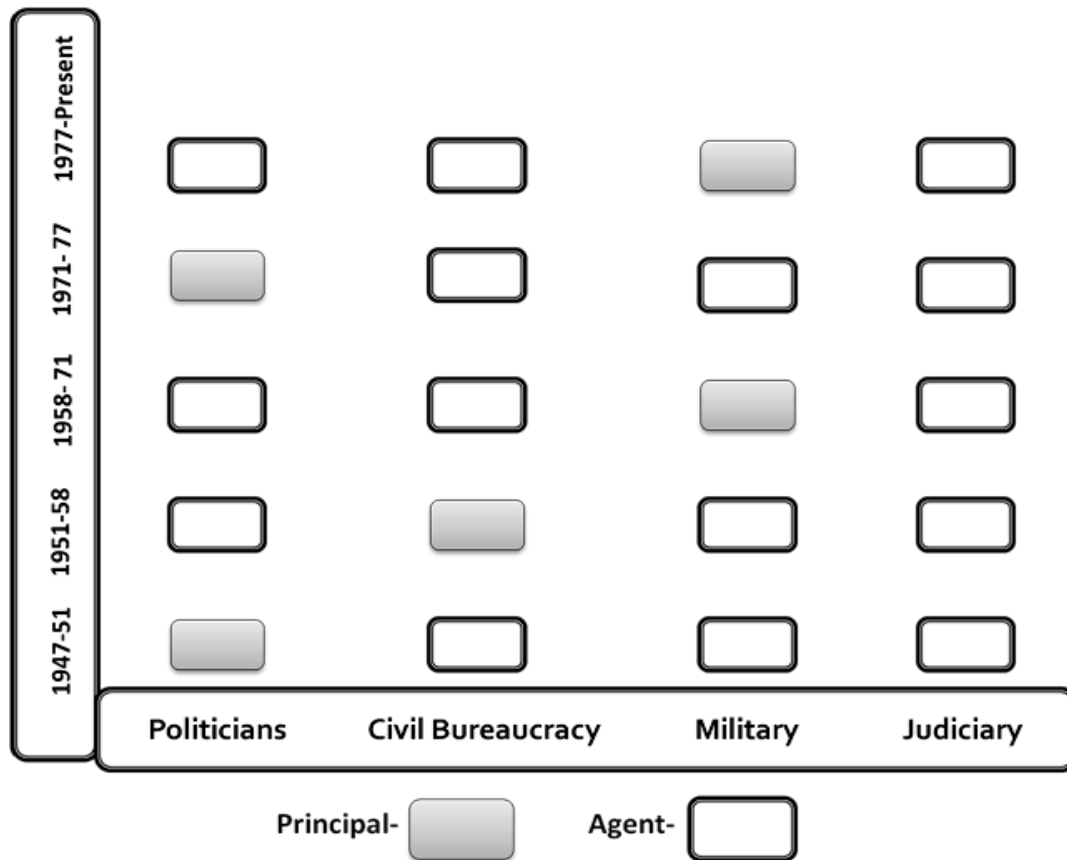 1977-Present
1971- 77
1958- 71
1951-58
1947-51
Politicians Civil Bureaucracy Military Judiciary
Principal- Agent-